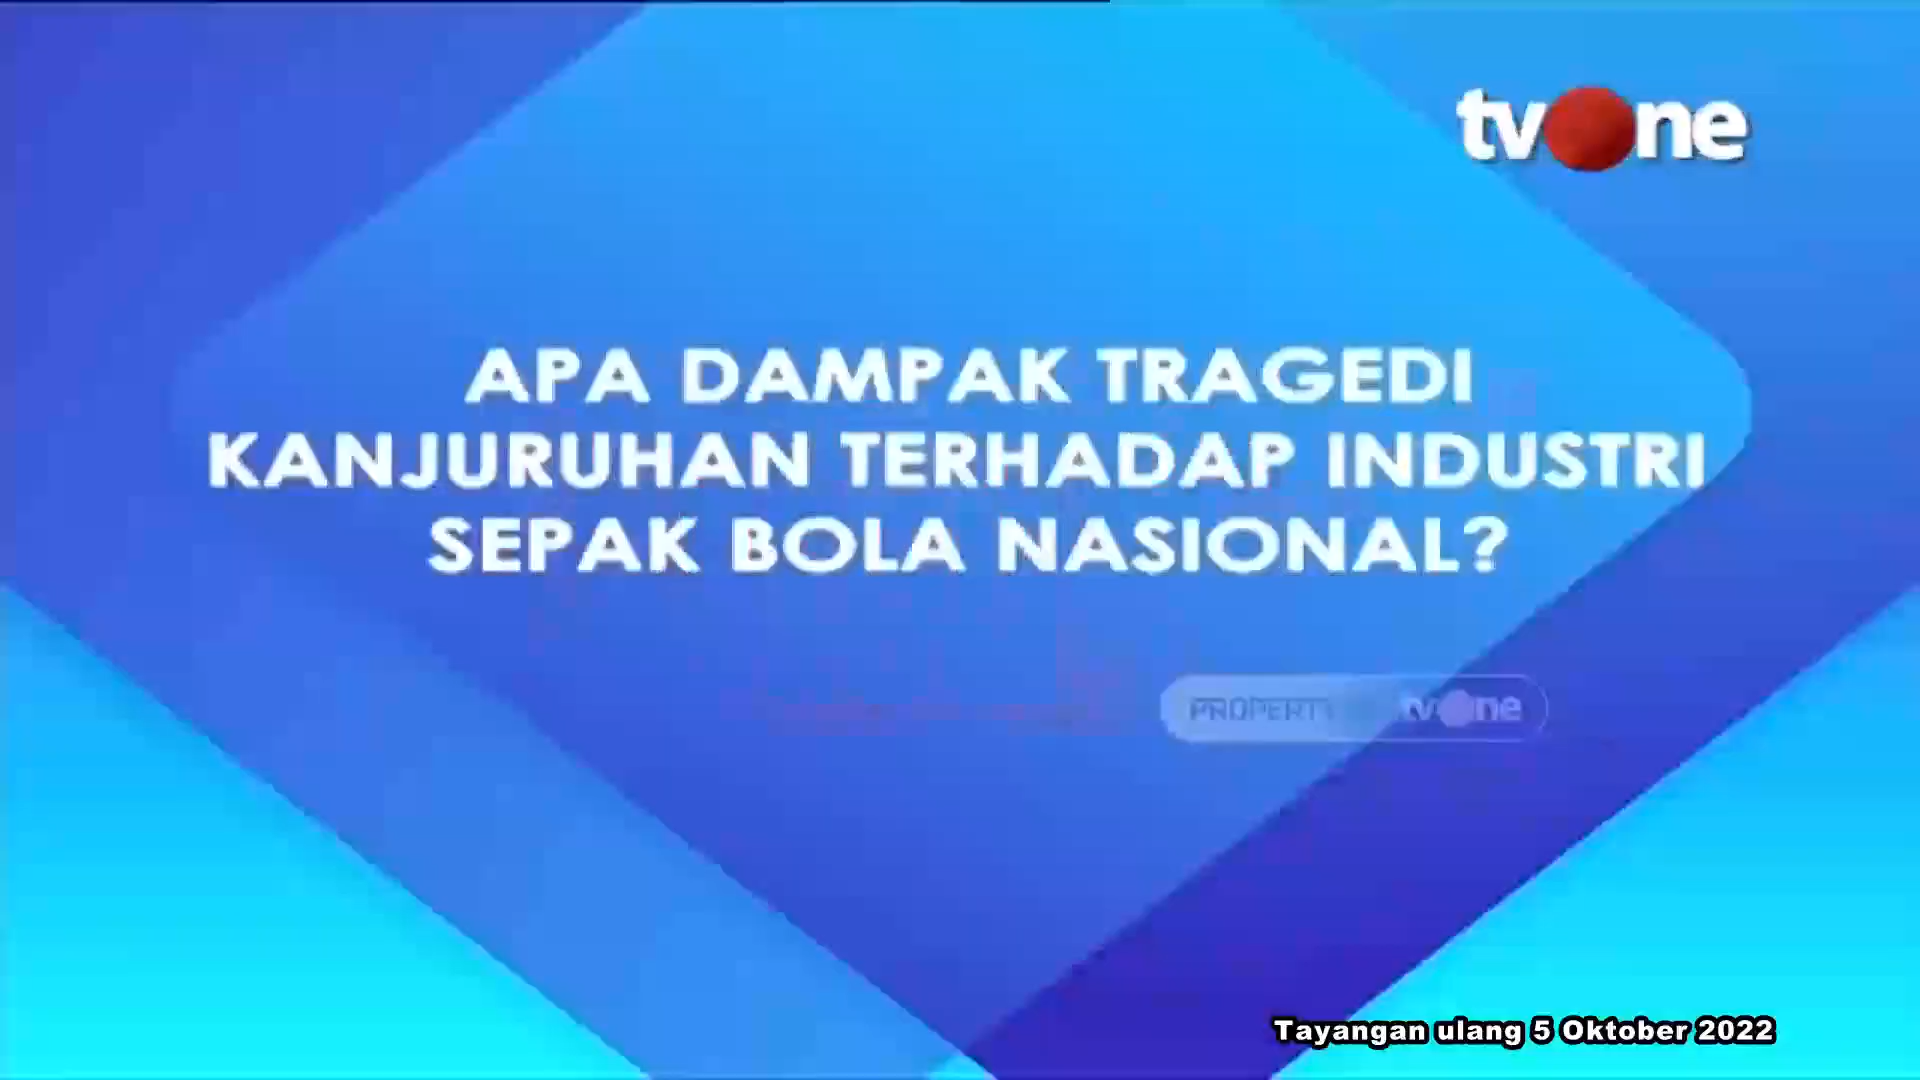 tvOne
APA DAMPAK TRAGEDI
KANJURUHAN TERHADAP INDUSTRI
SEPAK BOLA NASIONAL?
PROPERTY tvOne
Tayangan ulang 5 Oktober 2022